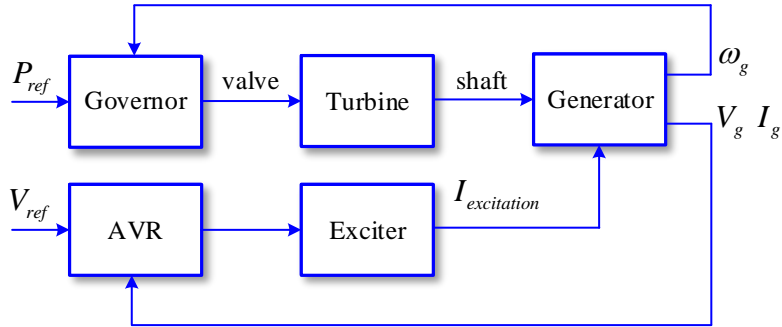 ω_g
P_ref
Governor
valve
Turbine
shaft
Generator
V_g I_g
V_ref
AVR
Exciter
I_excitation